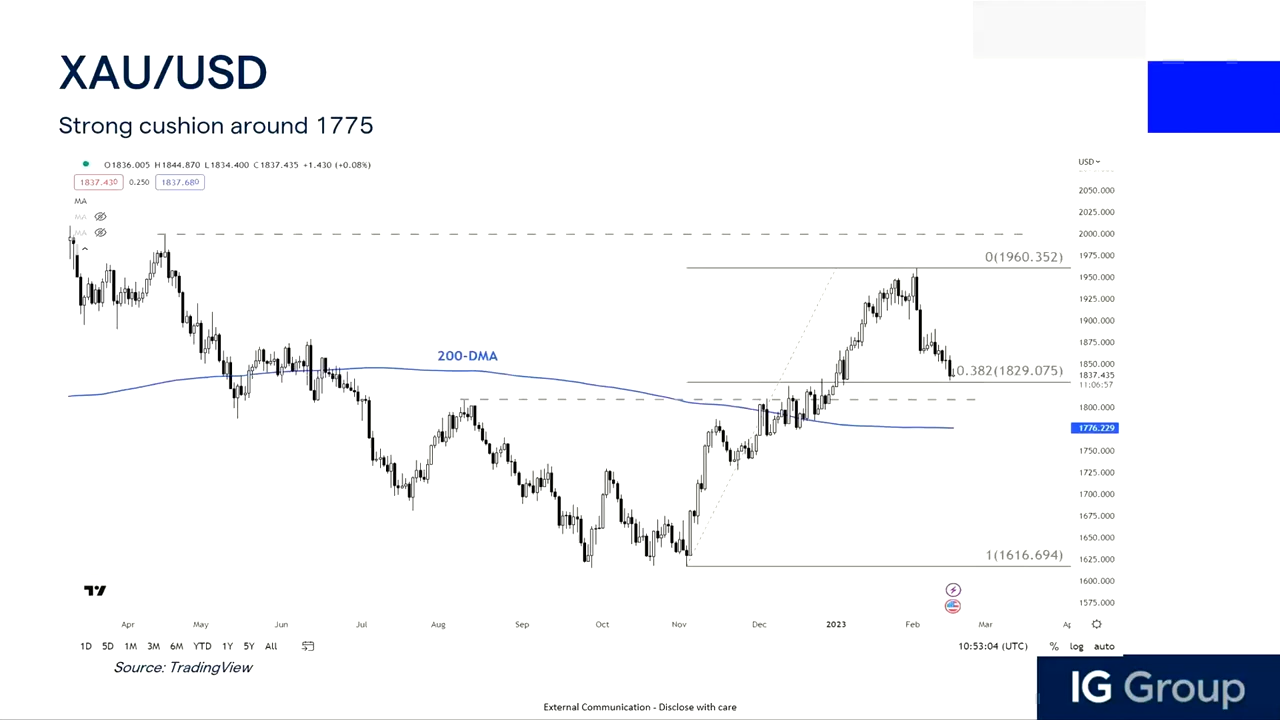 XAU/USD
Strong cushion around 1775
O1836.005 H1844.870 L1834.400 C1837.435 +1.430 (+0.08%)
1837.430 0.250 1837.680
MA
MA
MA
USD
2050.000
2025.000
2000.000
1975.000
1950.000
1925.000
1900.000
1875.000
1850.000
1837.435
11:06:57
1800.000
1776.229
1750.000
1725.000
1700.000
1675.000
1650.000
1625.000
1600.000
1575.000
0(1960.352)
200-DMA
0.382(1829.075)
1(1616.694)
Apr May Jun Jul Aug Sep Oct Nov Dec 2023 Feb Mar
1D 5D 1M 3M 6M YTD 1Y 5Y All
10:53:04 (UTC) % log auto
Source: TradingView
IG Group
External Communication - Disclose with care